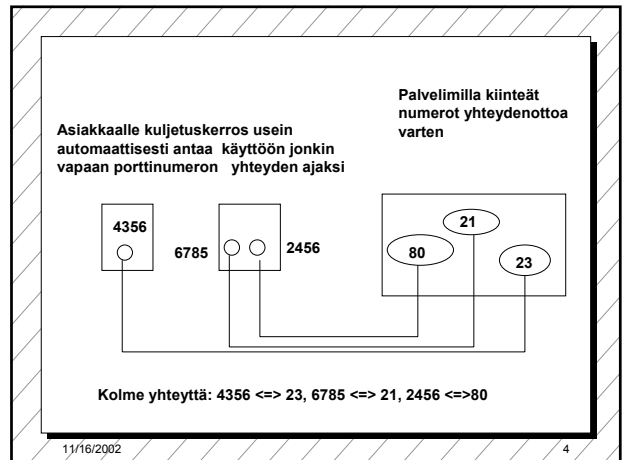 Palvelimilla kiinteät
numerot yhteydenottoa
varten
Asiakkaalle kuljetuskerros usein
automaattisesti antaa käyttöön jonkin
vapaan porttinumeron yhteyden ajaksi
4356
6785
2456
21
80
23
Kolme yhteyttä: 4356 <=> 23, 6785 <=> 21, 2456 <=>80
11/16/2002
4